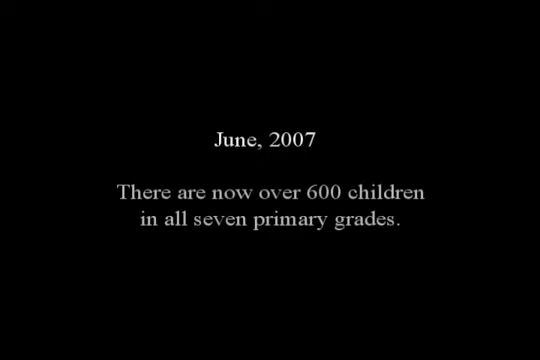 June, 2007
There are now over 600 children
in all seven primary grades.